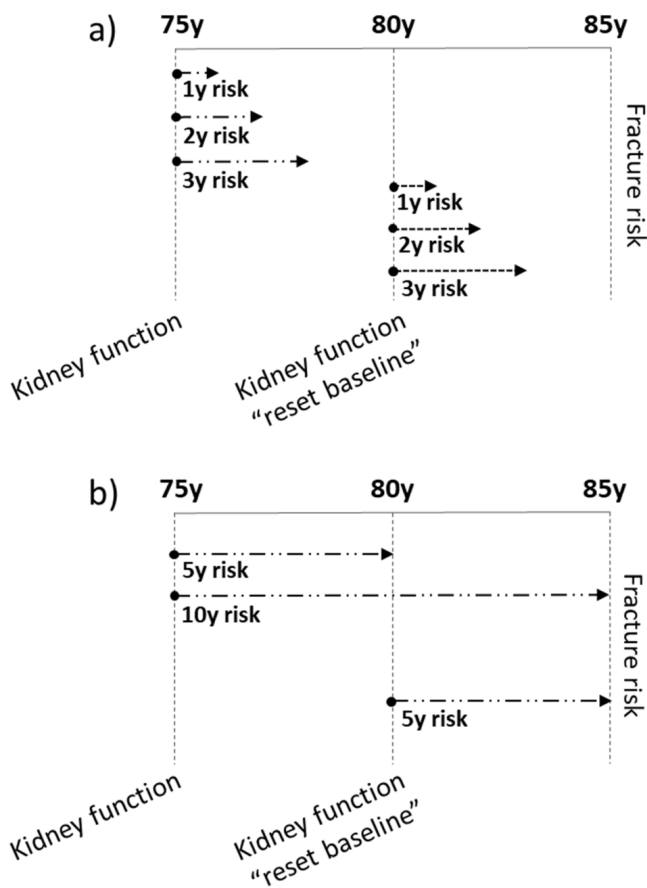 a)
75y 80y 85y
1y risk
2y risk
3y risk
1y risk
2y risk
3y risk
Fracture risk
Kidney function
Kidney function
“reset baseline”
b)
75y 80y 85y
5y risk
10y risk
5y risk
Fracture risk
Kidney function
Kidney function
“reset baseline”